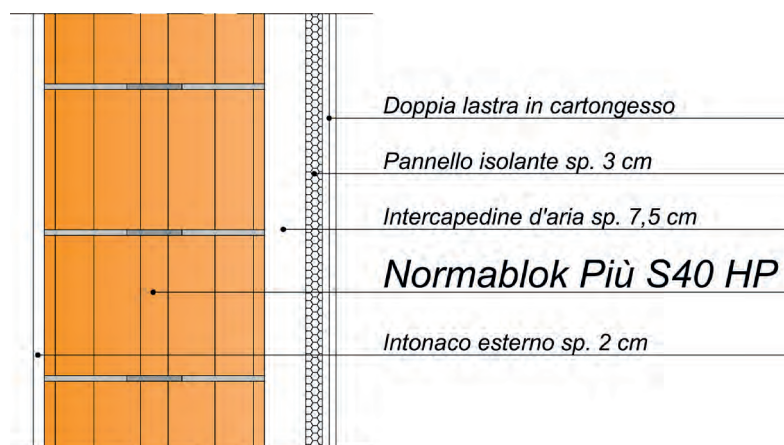 Doppia lastra in cartongesso
Pannello isolante sp. 3 cm
Intercapedine d'aria sp. 7,5 cm
Normablok Più S40 HP
Intonaco esterno sp. 2 cm